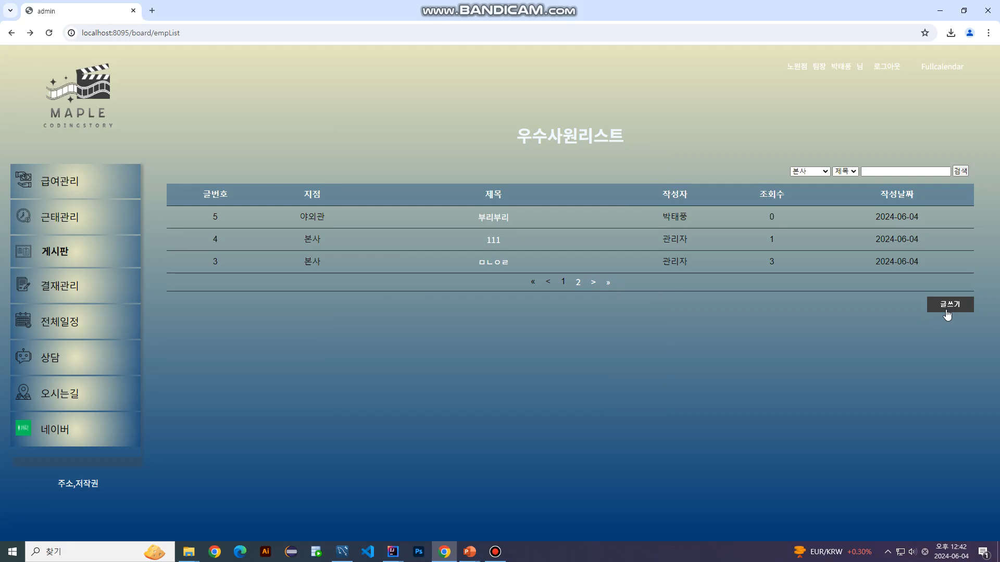 admin
www.BANDICAM.com
localhost:8095/board/empList
노원점 팀장 박태풍 님 로그아웃 Fullcalendar
MAPLE
CODINGSTORY
우수사원리스트
본사 제목 검색
급여관리
근태관리
게시판
결재관리
전체일정
상담
오시는길
네이버
주소,저작권
글번호 지점 제목 작성자 조회수 작성날짜
5 야외관 부리부리 박태풍 0 2024-06-04
4 본사 111 관리자 1 2024-06-04
3 본사 ㅁㄴㅇㄹ 관리자 3 2024-06-04
« < 1 2 > »
글쓰기
찾기
Ai
IJ
Ps
P
EUR/KRW +0.30%
오후 12:42
2024-06-04
1